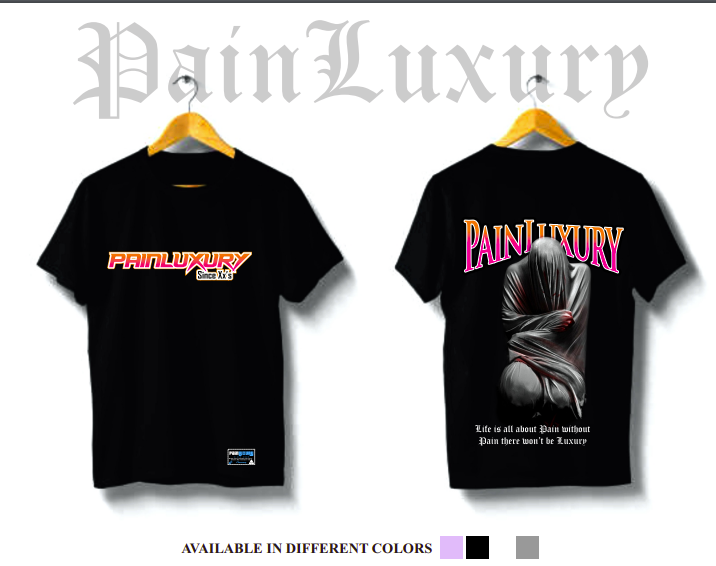 PainLuxury
PAINLUXURY
Since Xx's
PAINLUXURY
Life is all about Pain without
Pain there won't be Luxury
AVAILABLE IN DIFFERENT COLORS